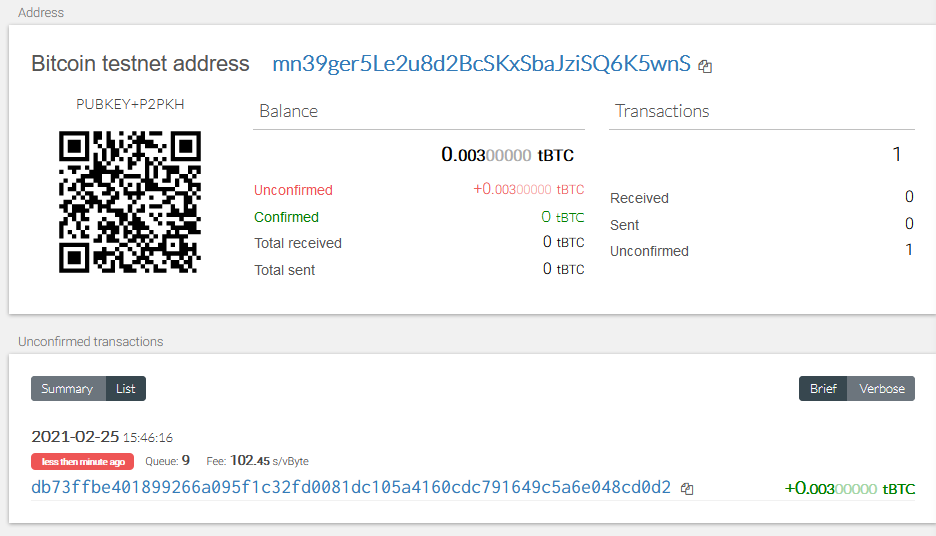 Address
Bitcoin testnet address mn39ger5Le2u8d2BcSKxSbaJziSQ6K5wnS
PUBKEY+P2PKH
Balance
0.00300000 tBTC
Unconfirmed +0.00300000 tBTC
Confirmed 0 tBTC
Total received 0 tBTC
Total sent 0 tBTC
Transactions
1
Received 0
Sent 0
Unconfirmed 1
Unconfirmed transactions
Summary List Brief Verbose
2021-02-25 15:46:16
less then minute ago Queue: 9 Fee: 102.45 s/vByte
db73ffbe401899266a095f1c32fd0081dc105a4160cdc791649c5a6e048cd0d2 +0.00300000 tBTC